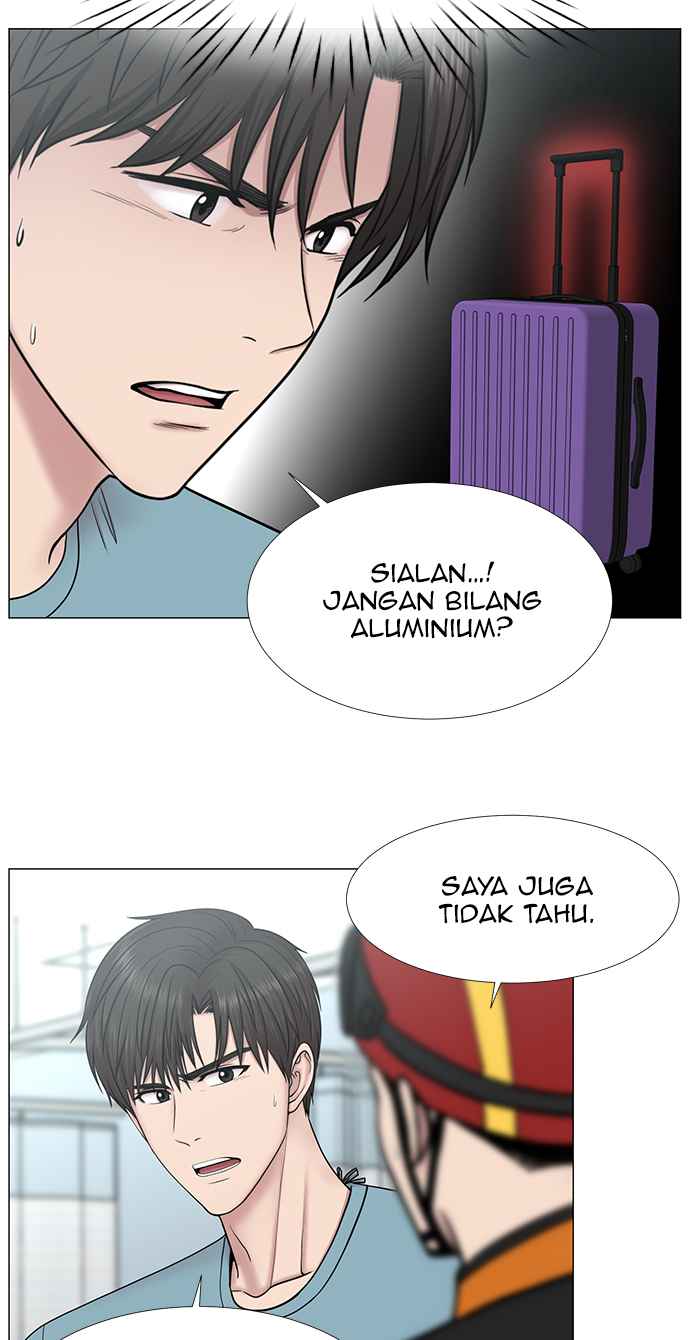 SIALAN...!
JANGAN BILANG
ALUMINIUM?
SAYA JUGA
TIDAK TAHU.